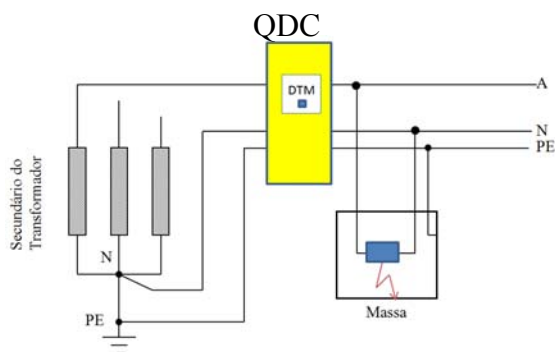 QDC
DTM
A
N
PE
Secundário do
Transformador
N
PE
Massa